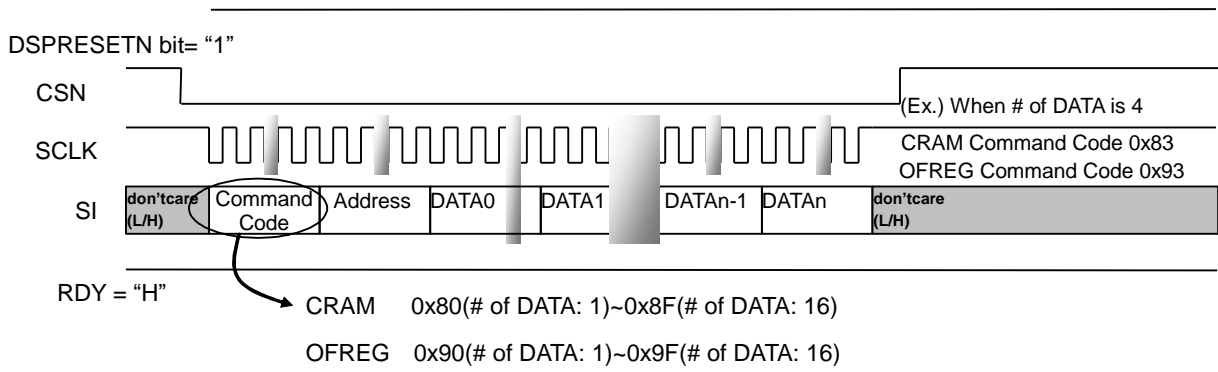 DSPRESETN bit= “1”
CSN
(Ex.) When # of DATA is 4
SCLK
CRAM Command Code 0x83
OFREG Command Code 0x93
SI
don'tcare
(L/H)
Command
Code
Address
DATA0
DATA1
DATAn-1
DATAn
don'tcare
(L/H)
RDY = “H”
CRAM 0x80(# of DATA: 1)~0x8F(# of DATA: 16)
OFREG 0x90(# of DATA: 1)~0x9F(# of DATA: 16)